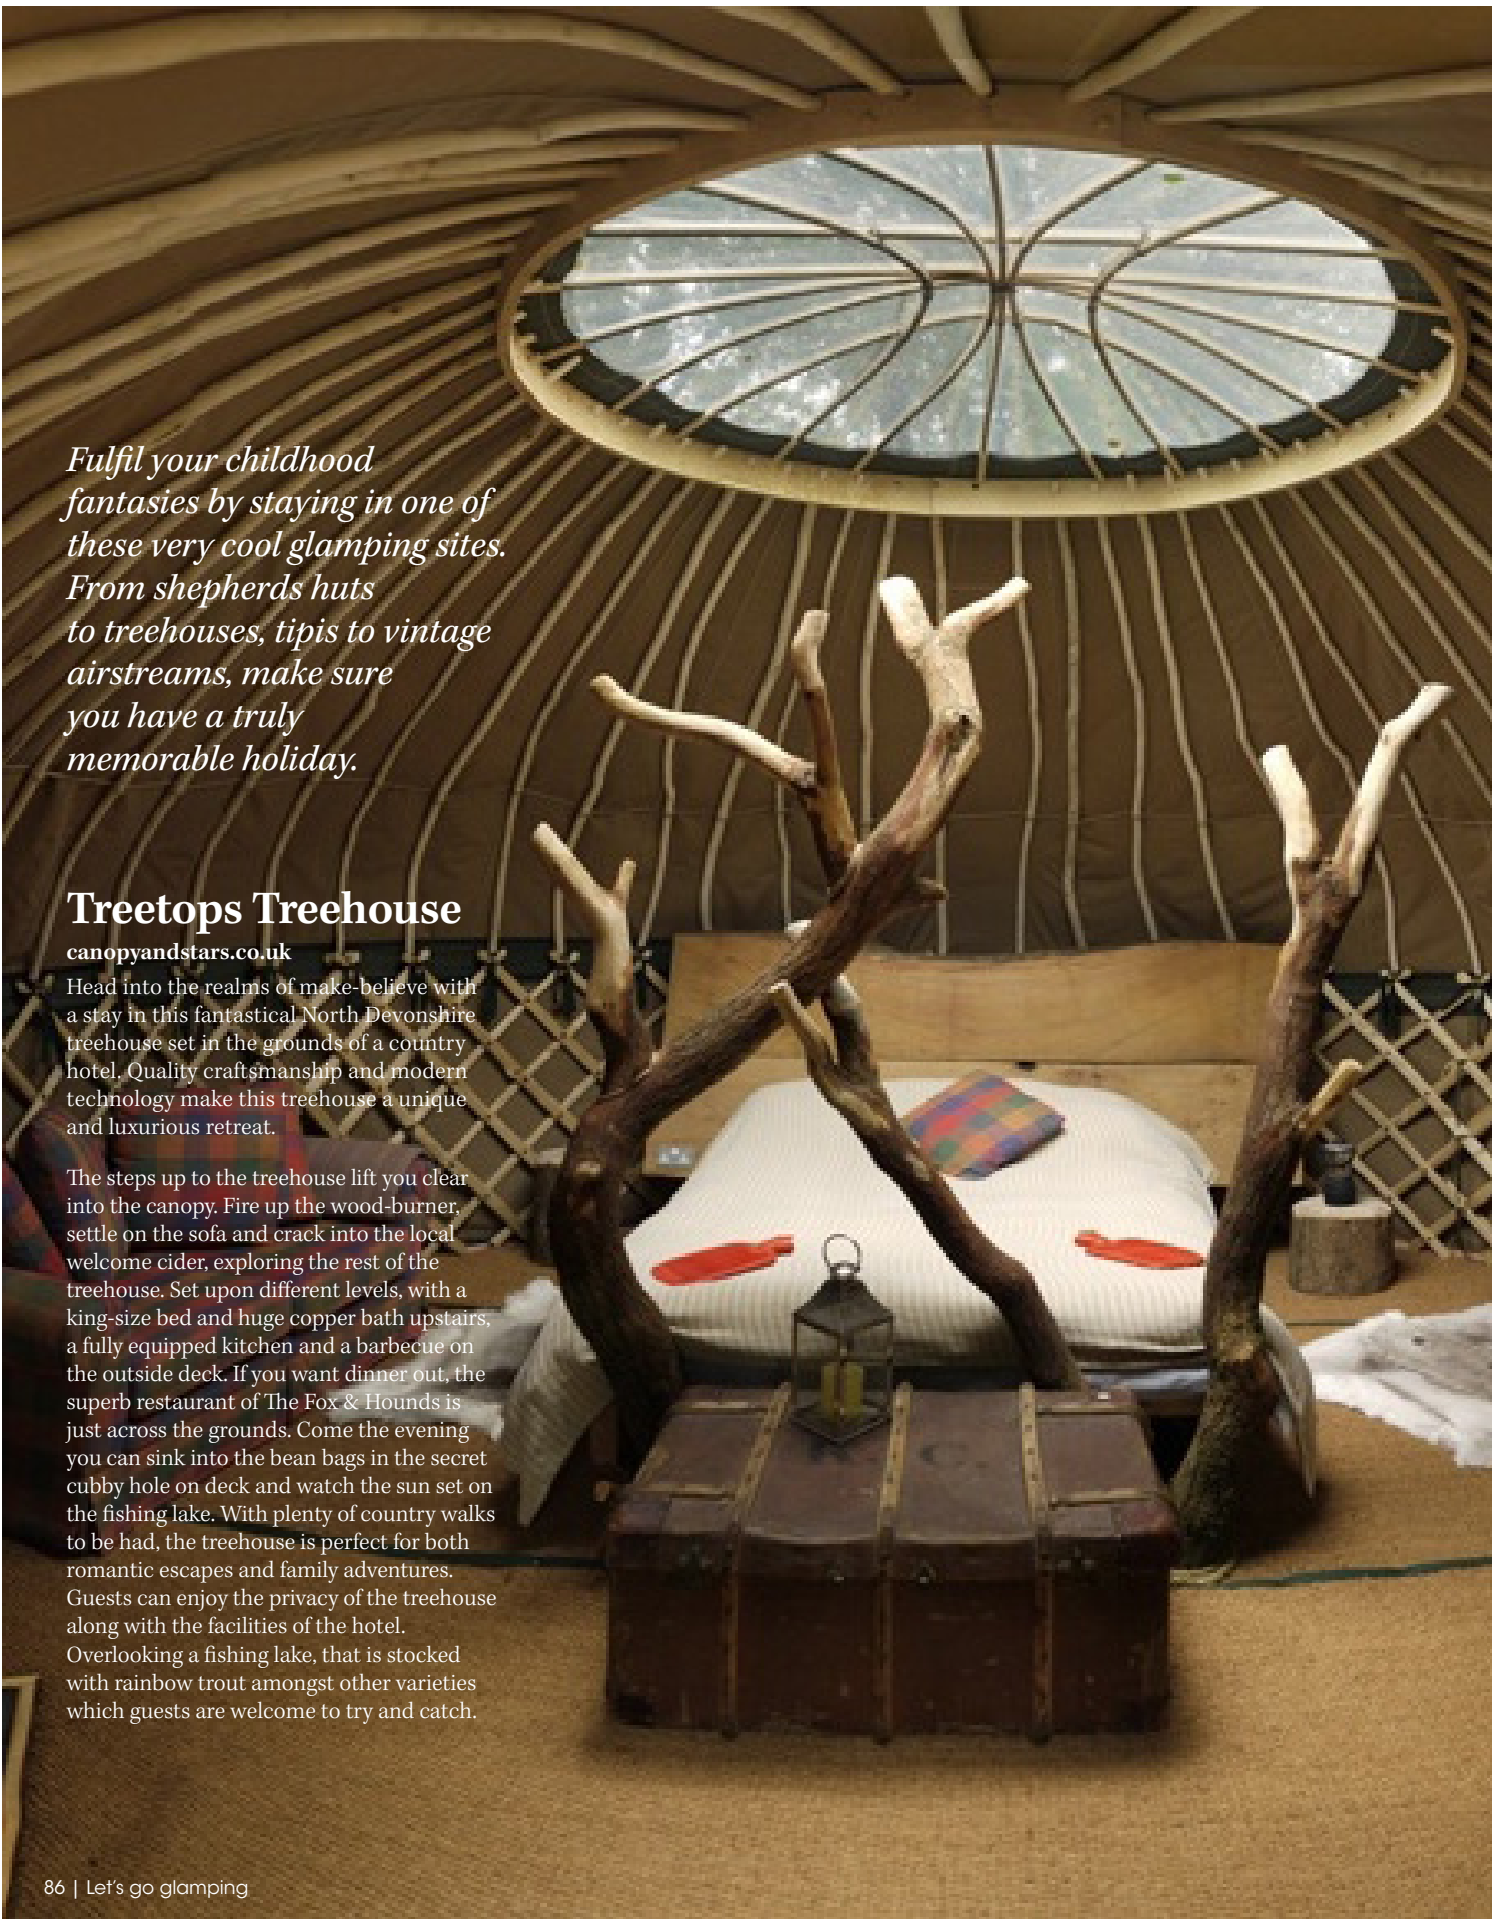 Fulfil your childhood
fantasies by staying in one of
these very cool glamping sites.
From shepherds huts
to treehouses, tipis to vintage
airstreams, make sure
you have a truly
memorable holiday.
Treetops Treehouse
canopyandstars.co.uk
Head into the realms of make-believe with
a stay in this fantastical North Devonshire
treehouse set in the grounds of a country
hotel. Quality craftsmanship and modern
technology make this treehouse a unique
and luxurious retreat.
The steps up to the treehouse lift you clear
into the canopy. Fire up the wood-burner,
settle on the sofa and crack into the local
welcome cider, exploring the rest of the
treehouse. Set upon different levels, with a
king-size bed and huge copper bath upstairs,
a fully equipped kitchen and a barbecue on
the outside deck. If you want dinner out, the
superb restaurant of The Fox & Hounds is
just across the grounds. Come the evening
you can sink into the bean bags in the secret
cubby hole on deck and watch the sun set on
the fishing lake. With plenty of country walks
to be had, the treehouse is perfect for both
romantic escapes and family adventures.
Guests can enjoy the privacy of the treehouse
along with the facilities of the hotel.
Overlooking a fishing lake, that is stocked
with rainbow trout amongst other varieties
which guests are welcome to try and catch.
86 | Let's go glamping